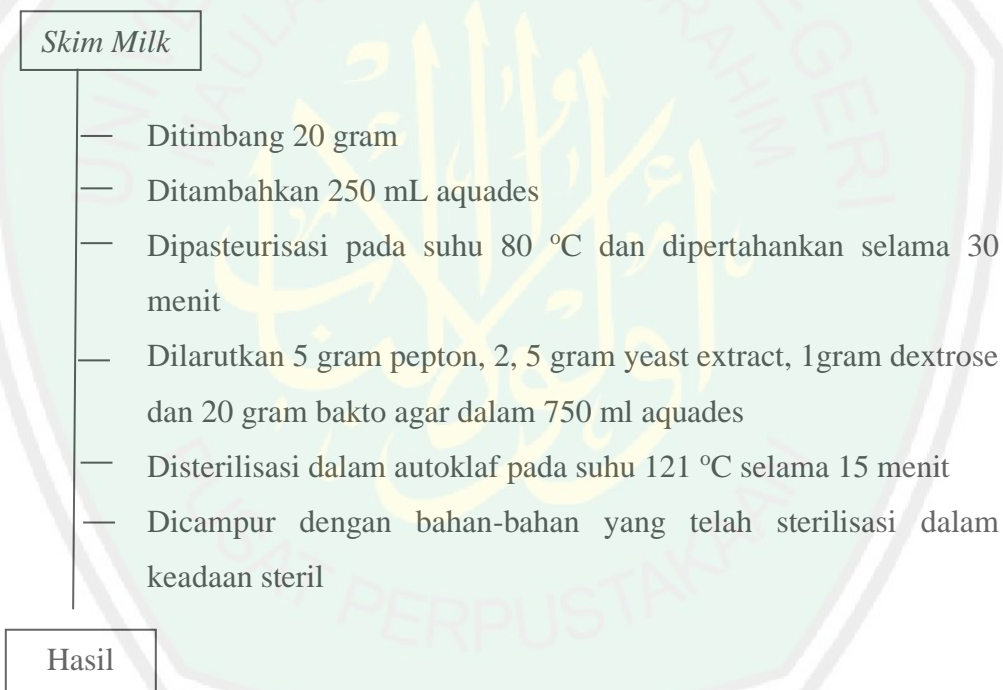 Skim Milk
Ditimbang 20 gram
Ditambahkan 250 mL aquades
Dipasteurisasi pada suhu 80 °C dan dipertahankan selama 30
menit
Dilarutkan 5 gram pepton, 2, 5 gram yeast extract, 1gram dextrose
dan 20 gram bakto agar dalam 750 ml aquades
Disterilisasi dalam autoklaf pada suhu 121 °C selama 15 menit
Dicampur dengan bahan-bahan yang telah sterilisasi dalam
keadaan steril
Hasil
PUSAT PERPUSTAKAAN